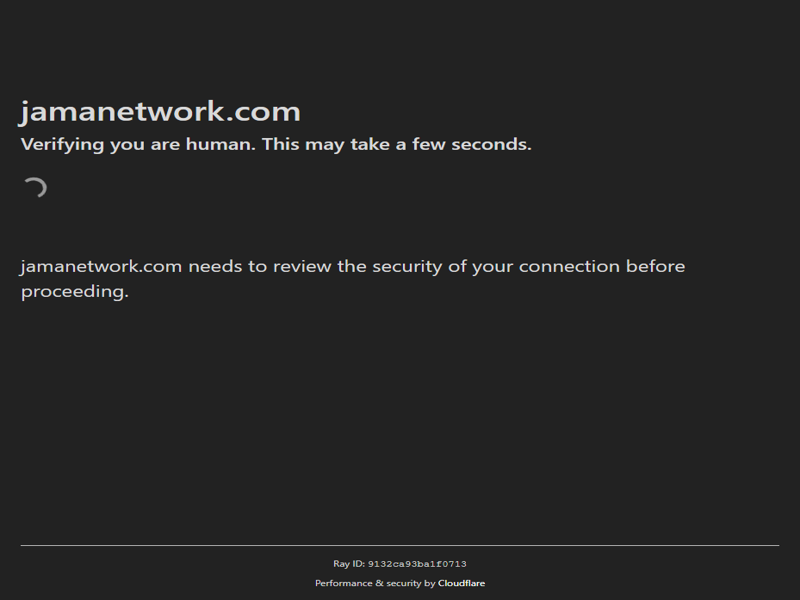 jamanetwork.com
Verifying you are human. This may take a few seconds.
jamanetwork.com needs to review the security of your connection before
proceeding.
Ray ID: 9132ca93ba1f0713
Performance & security by Cloudflare